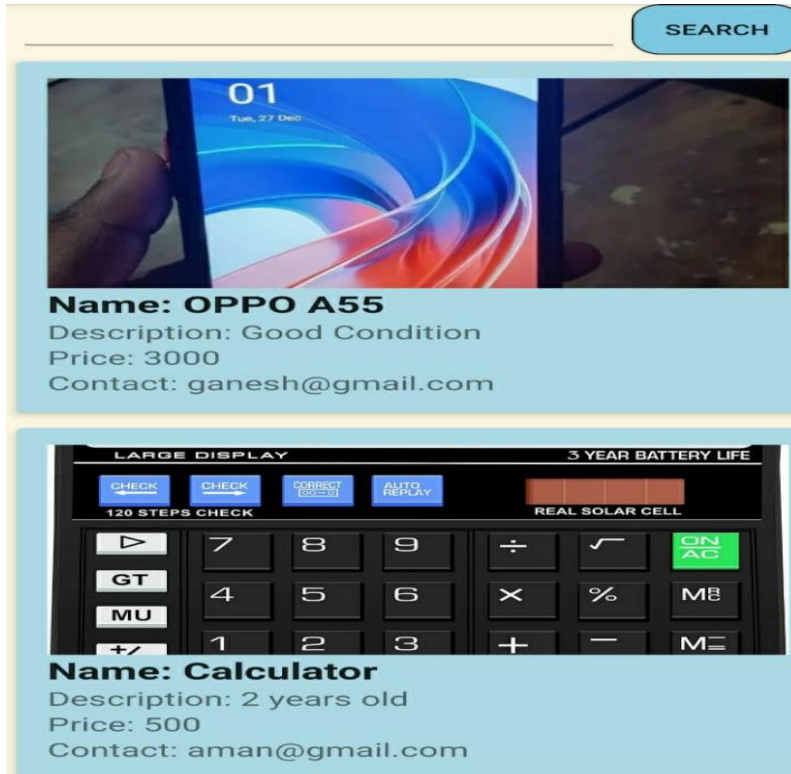 SEARCH
01
Tue, 27 Dec
Name: OPPO A55
Description: Good Condition
Price: 3000
Contact: ganesh@gmail.com
LARGE DISPLAY 3 YEAR BATTERY LIFE
CHECK CHECK CORRECT AUTO
00→0 REPLAY
120 STEPS CHECK REAL SOLAR CELL
▷ 7 8 9 ÷ √ ON
AC
GT 4 5 6 × % MRC
MU
+/ 1 2 3 + − M=
Name: Calculator
Description: 2 years old
Price: 500
Contact: aman@gmail.com